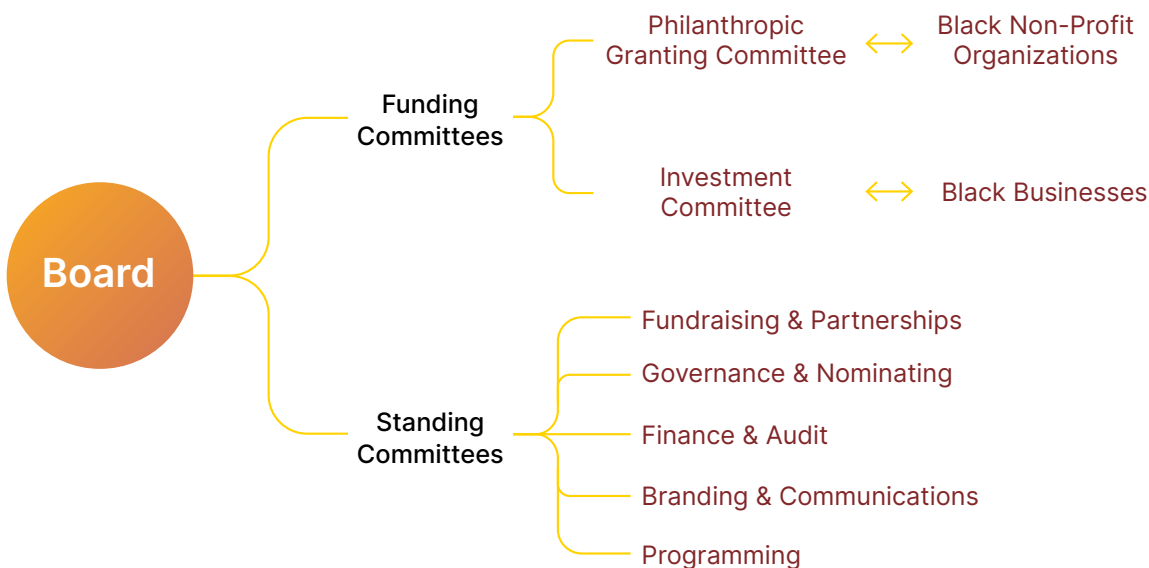 Board
Funding
Committees
Philanthropic
Granting Committee
Black Non-Profit
Organizations
Investment
Committee
Black Businesses
Standing
Committees
Fundraising & Partnerships
Governance & Nominating
Finance & Audit
Branding & Communications
Programming